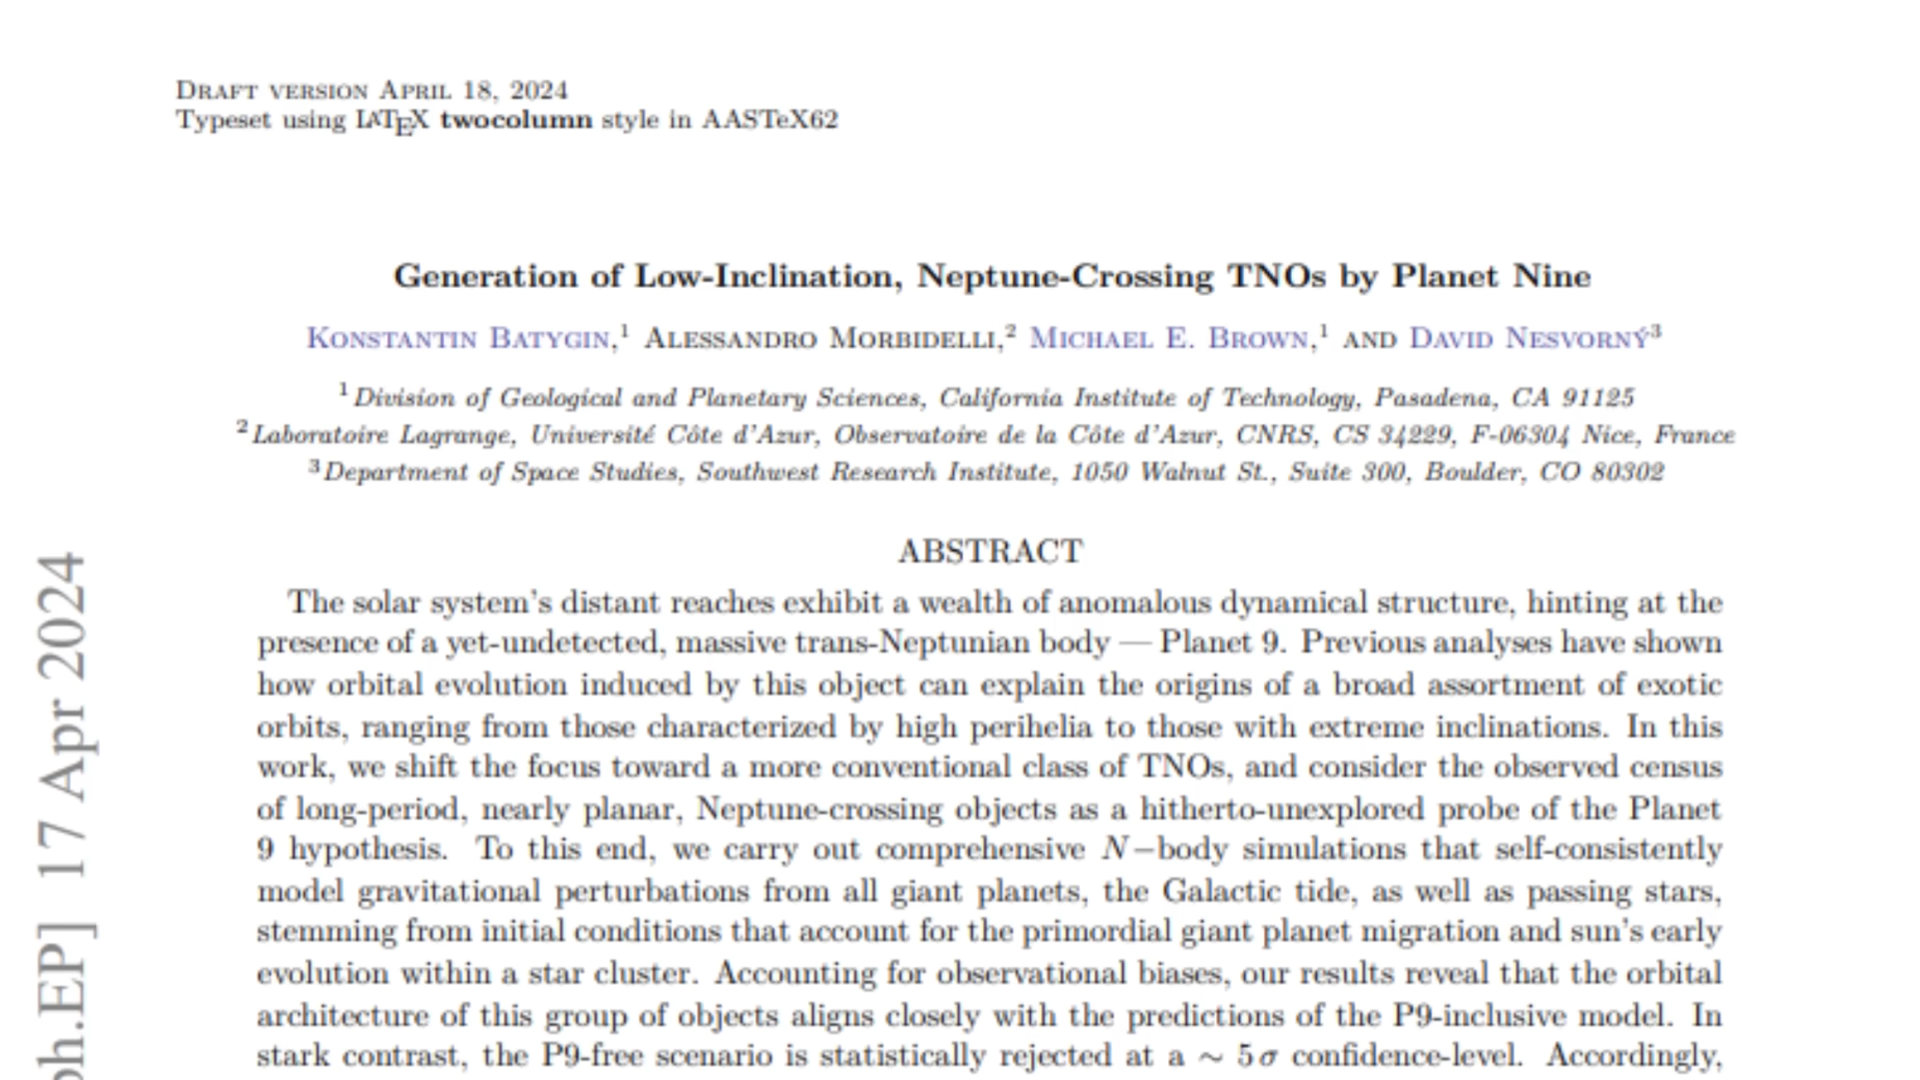 DRAFT VERSION APRIL 18, 2024
Typeset using LATEX twocolumn style in AASTeX62
Generation of Low-Inclination, Neptune-Crossing TNOs by Planet Nine
KONSTANTIN BATYGIN,1 ALESSANDRO MORBIDELLI,2 MICHAEL E. BROWN,1 AND DAVID NESVORNÝ3
1 Division of Geological and Planetary Sciences, California Institute of Technology, Pasadena, CA 91125
2 Laboratoire Lagrange, Université Côte d'Azur, Observatoire de la Côte d'Azur, CNRS, CS 34229, F-06304 Nice, France
3 Department of Space Studies, Southwest Research Institute, 1050 Walnut St., Suite 300, Boulder, CO 80302
ABSTRACT
The solar system's distant reaches exhibit a wealth of anomalous dynamical structure, hinting at the
presence of a yet-undetected, massive trans-Neptunian body — Planet 9. Previous analyses have shown
how orbital evolution induced by this object can explain the origins of a broad assortment of exotic
orbits, ranging from those characterized by high perihelia to those with extreme inclinations. In this
work, we shift the focus toward a more conventional class of TNOs, and consider the observed census
of long-period, nearly planar, Neptune-crossing objects as a hitherto-unexplored probe of the Planet
9 hypothesis. To this end, we carry out comprehensive N−body simulations that self-consistently
model gravitational perturbations from all giant planets, the Galactic tide, as well as passing stars,
stemming from initial conditions that account for the primordial giant planet migration and sun's early
evolution within a star cluster. Accounting for observational biases, our results reveal that the orbital
architecture of this group of objects aligns closely with the predictions of the P9-inclusive model. In
stark contrast, the P9-free scenario is statistically rejected at a ∼ 5σ confidence-level. Accordingly,
ph.EP] 17 Apr 2024